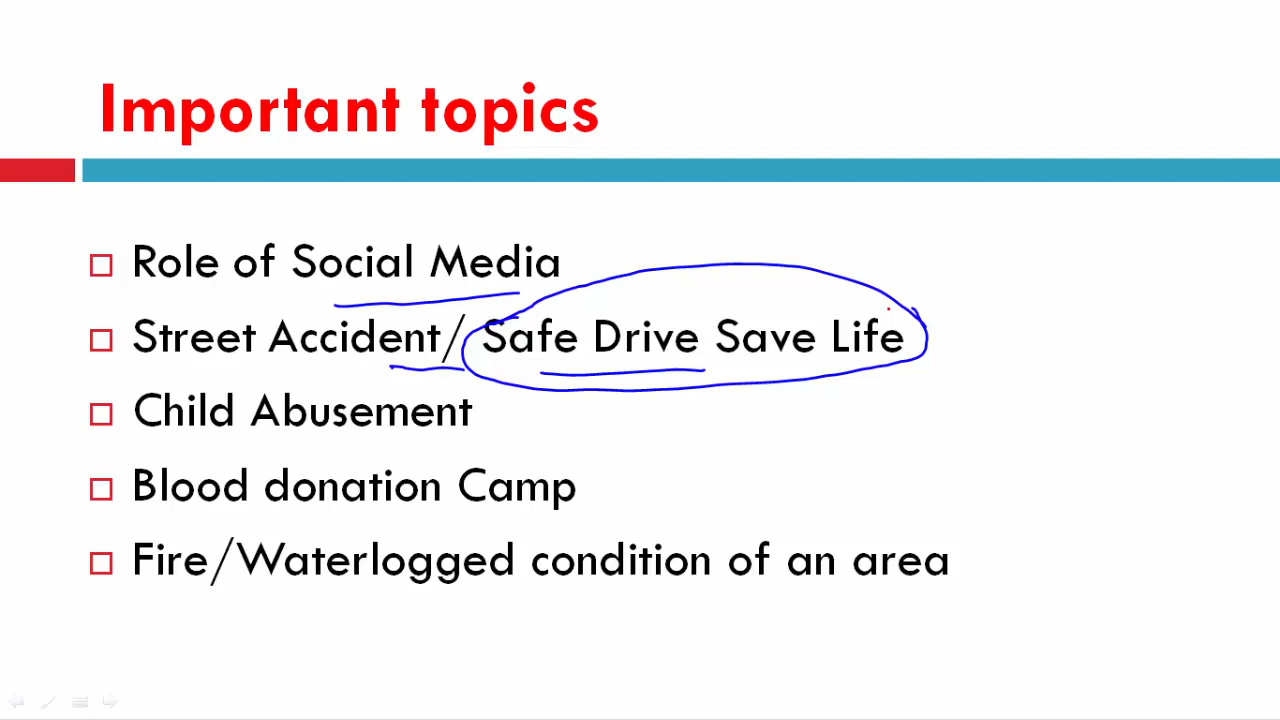 Important topics
Role of Social Media
Street Accident/ Safe Drive Save Life
Child Abusement
Blood donation Camp
Fire/Waterlogged condition of an area